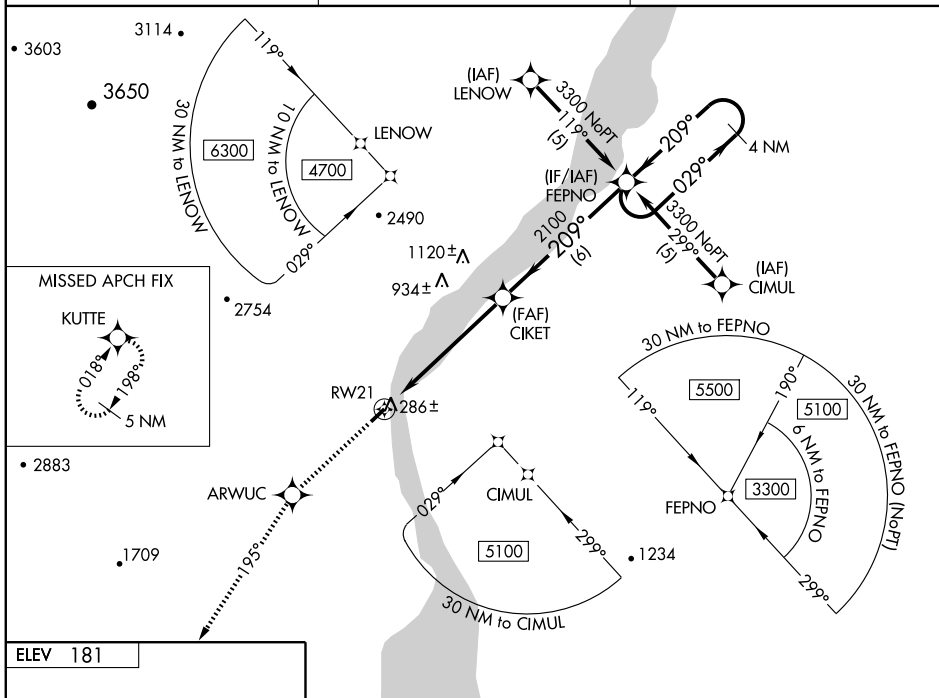 3603
3114
3650
119°
30 NM to LENOW
6300
10 NM to LENOW
4700
LENOW
029°
2490
(IAF)
LENOW
3300 NoPT
119°
(5)
209°
029°
4 NM
(IF/IAF)
FEPNO
3300 NoPT
299°
(5)
(IAF)
CIMUL
2100
209°
(6)
1120±
934±
(FAF)
CIKET
MISSED APCH FIX
KUTTE
018°
198°
5 NM
2754
RW21
286±
30 NM to FEPNO
5500
119°
190°
5100
30 NM to FEPNO (NoPT)
6 NM to FEPNO
3300
FEPNO
299°
2883
ARWUC
195°
1709
029°
CIMUL
5100
299°
30 NM to CIMUL
1234
ELEV 181